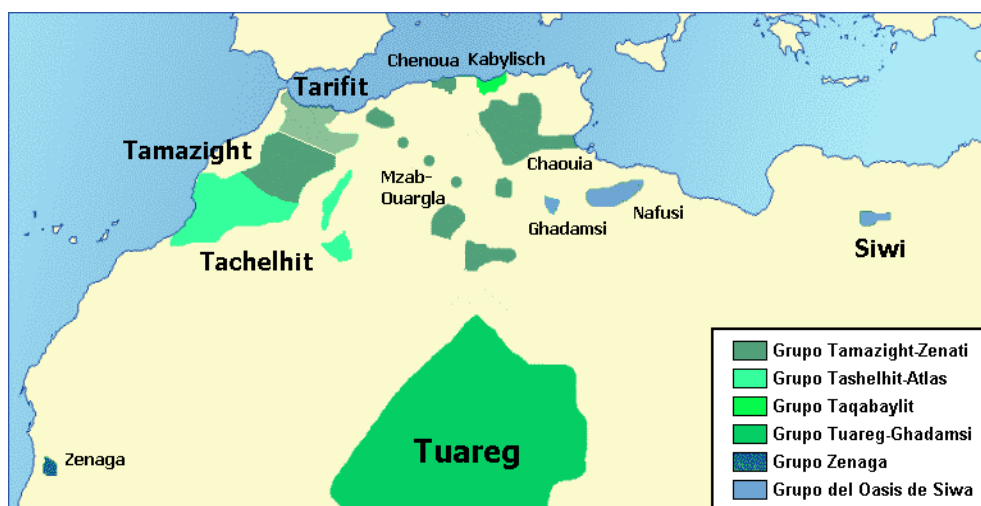 Chenoua Kabylisch
Tarifit
Tamazight
Chaouia
Mzab-
Ouargla
Nafusi
Ghadamsi
Siwi
Tachelhit
Tuareg
Zenaga
Grupo Tamazight-Zenati
Grupo Tashelhit-Atlas
Grupo Taqabaylit
Grupo Tuareg-Ghadamsi
Grupo Zenaga
Grupo del Oasis de Siwa